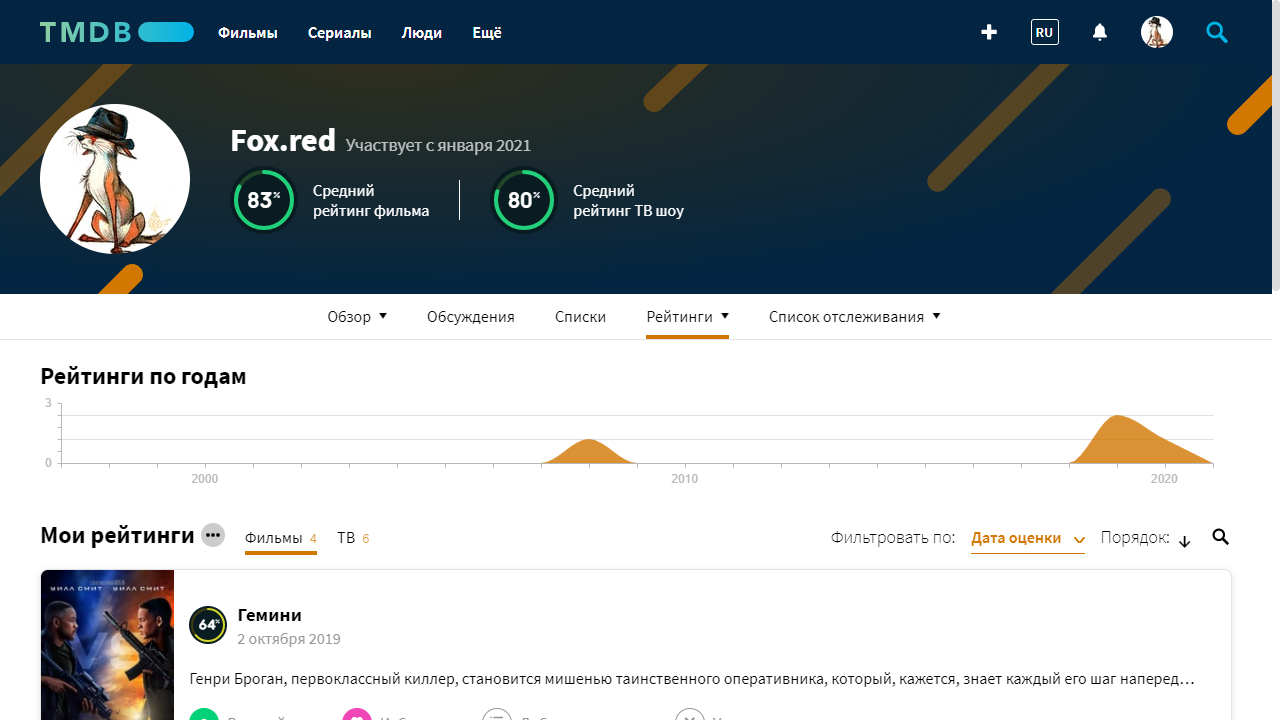 TMDB Фильмы Сериалы Люди Ещё RU
Fox.red Участвует с января 2021
83% Средний рейтинг фильма
80% Средний рейтинг ТВ шоу
Обзор Обсуждения Списки Рейтинги Список отслеживания
Рейтинги по годам
3
0
2000 2010 2020
Мои рейтинги Фильмы 4 ТВ 6 Фильтровать по: Дата оценки Порядок:
УИЛЛ СМИТ УИЛЛ СМИТ
64% Гемини
2 октября 2019
Генри Броган, первоклассный киллер, становится мишенью таинственного оперативника, который, кажется, знает каждый его шаг наперед…